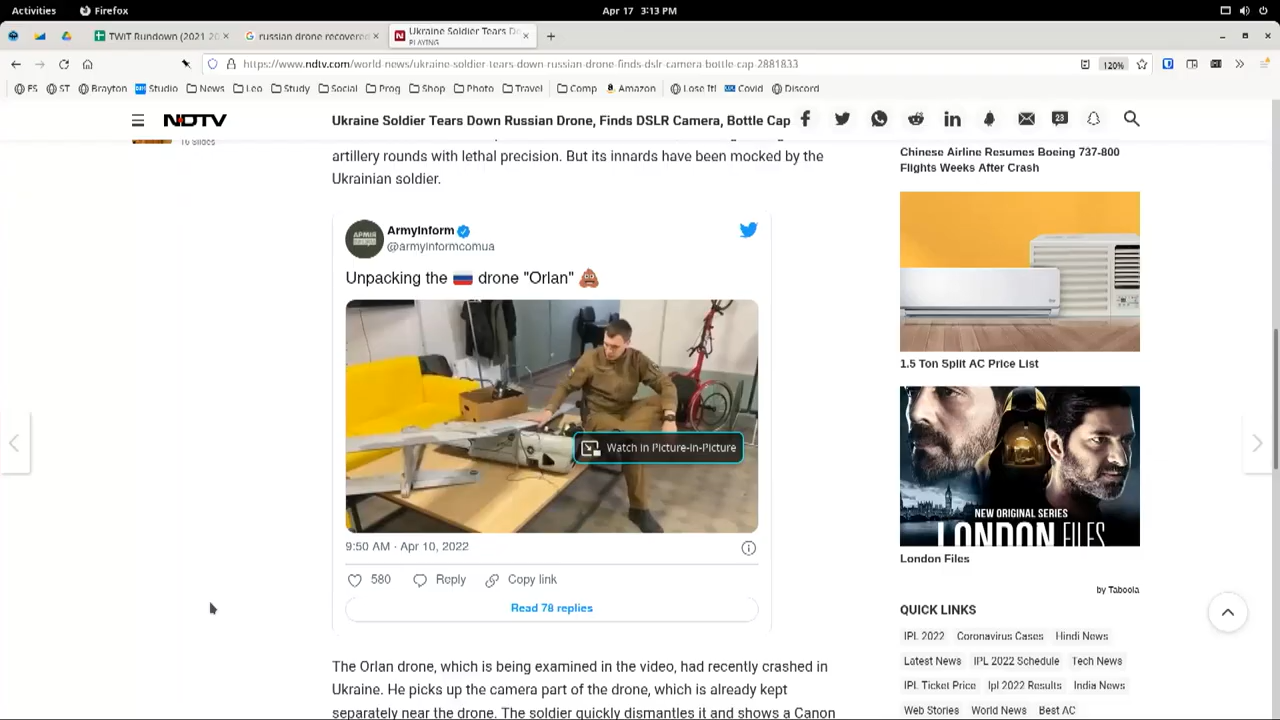 Activities
Firefox
Apr 17 3:13 PM
TWiT Rundown (2021 20
russian drone recovered
Ukraine Soldier Tears D
PLAYING
https://www.ndtv.com/world-news/ukraine-soldier-tears-down-russian-drone-finds-dslr-camera-bottle-cap-2881833
120%
FS
ST
Brayton
Studio
News
Leo
Study
Social
Prog
Shop
Photo
Travel
Comp
Amazon
Lose It!
Covid
Discord
NDTV
Ukraine Soldier Tears Down Russian Drone, Finds DSLR Camera, Bottle Cap
23
16 Slides
artillery rounds with lethal precision. But its innards have been mocked by the
Ukrainian soldier.
ArmyInform
@armyinformcomua
Unpacking the 🇷🇺 drone "Orlan" 💩
Watch in Picture-in-Picture
9:50 AM · Apr 10, 2022
580
Reply
Copy link
Read 78 replies
The Orlan drone, which is being examined in the video, had recently crashed in
Ukraine. He picks up the camera part of the drone, which is already kept
separately near the drone. The soldier quickly dismantles it and shows a Canon
Chinese Airline Resumes Boeing 737-800
Flights Weeks After Crash
1.5 Ton Split AC Price List
NEW ORIGINAL SERIES
LONDON FILES
London Files
by Taboola
QUICK LINKS
IPL 2022
Coronavirus Cases
Hindi News
Latest News
IPL 2022 Schedule
Tech News
IPL Ticket Price
Ipl 2022 Results
India News
Web Stories
World News
Best AC